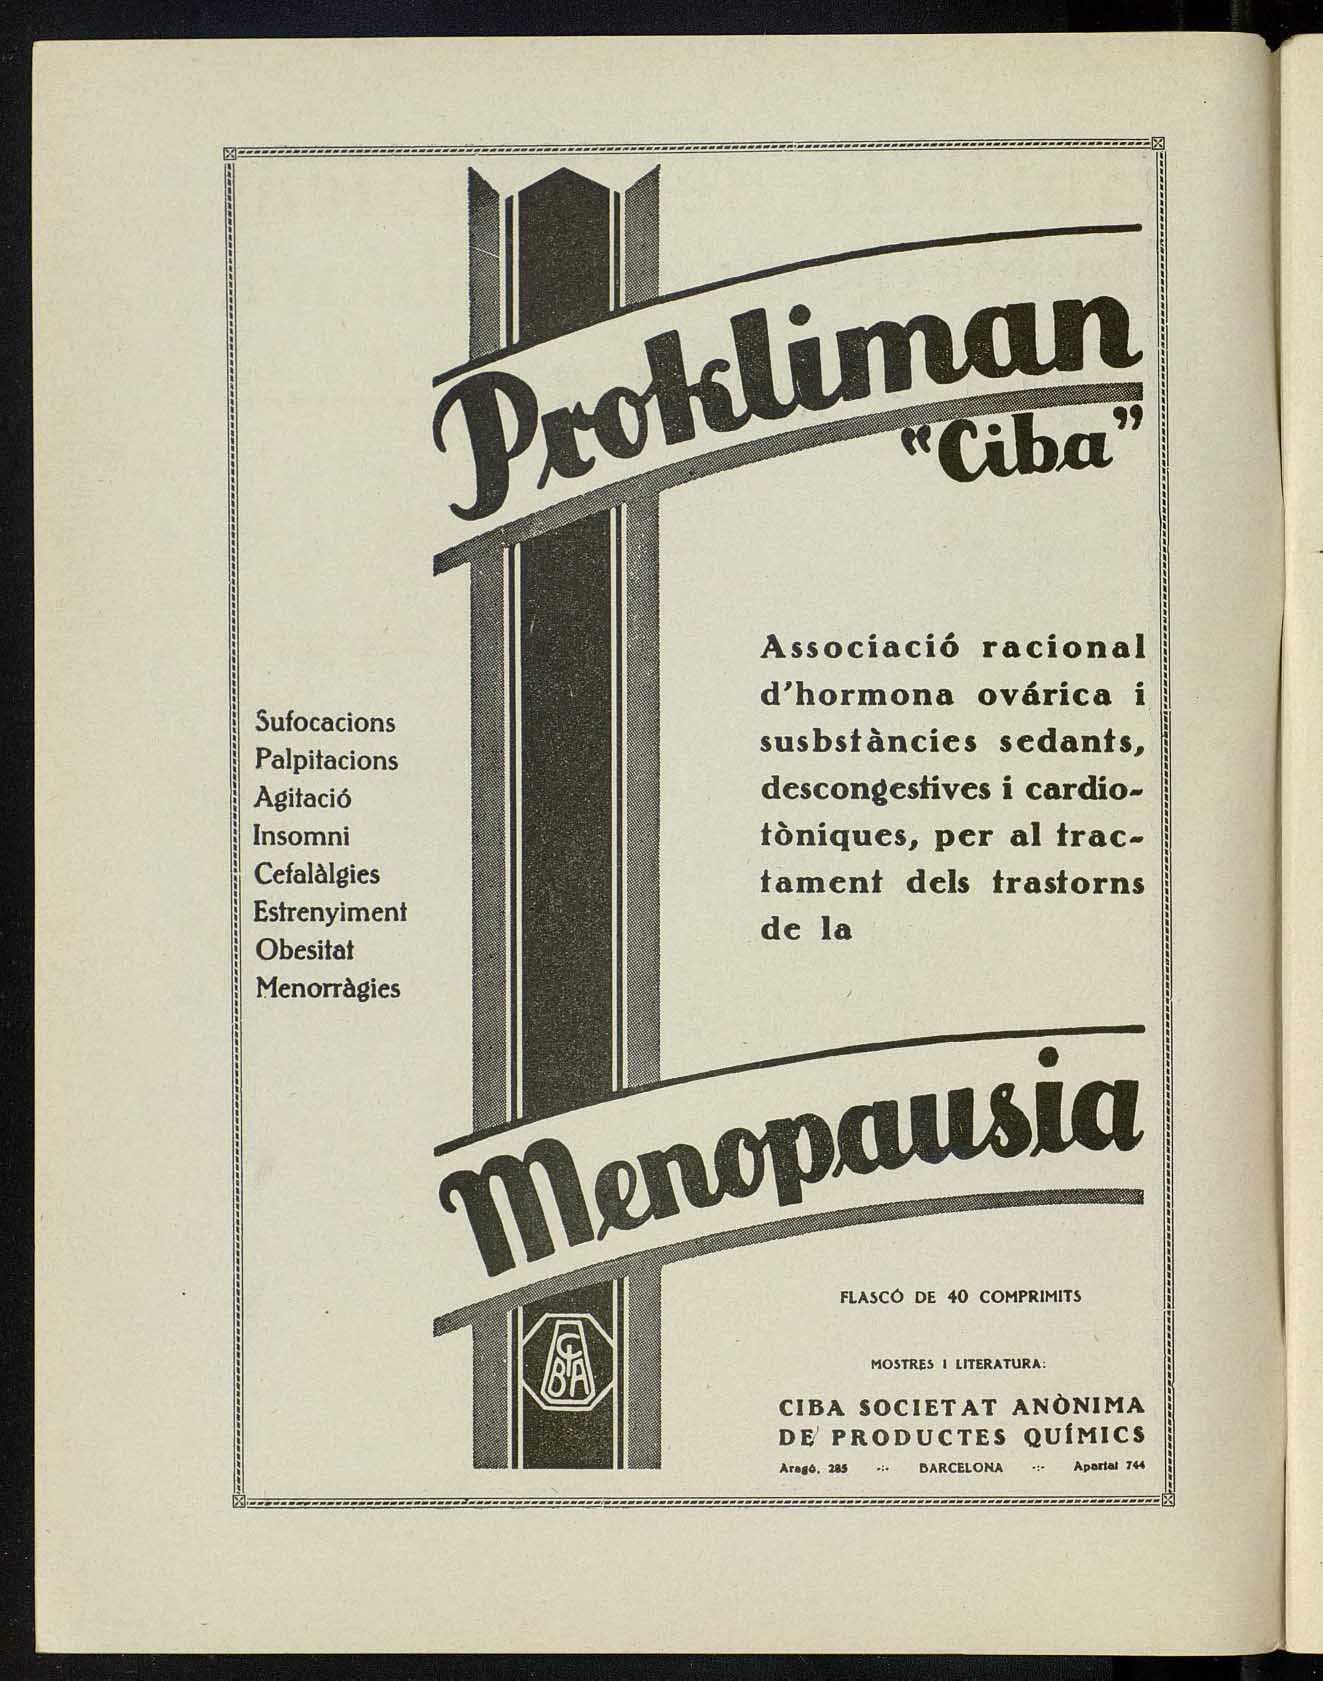 Prokliman
“Ciba”
Associació racional
d'hormona ovárica i
susbstàncies sedants,
descongestives i cardio-
tòniques, per al trac-
tament dels trastorns
de la
Sufocacions
Palpitacions
Agitació
Insomni
Cefalàlgies
Estrenyiment
Obesitat
Menorràgies
Menopausia
FLASCÓ DE 40 COMPRIMITS
MOSTRES I LITERATURA:
CIBA SOCIETAT ANÒNIMA
DE PRODUCTES QUÍMICS
Aragó, 285 -:- BARCELONA -:- Apartat 744
CIBA